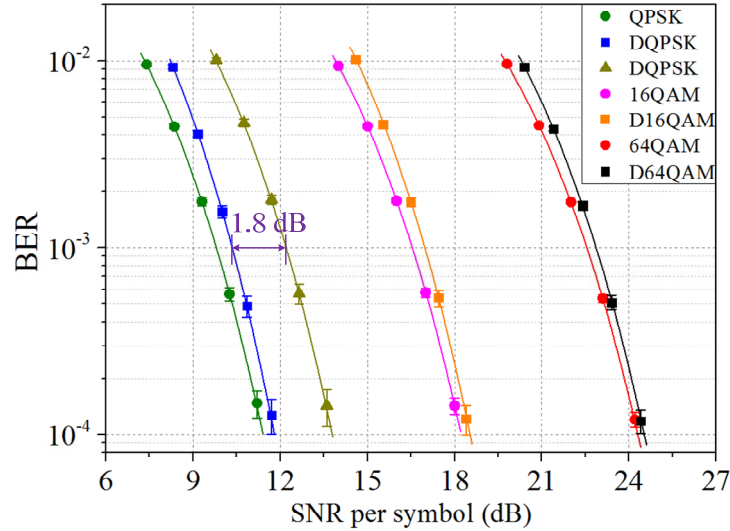 QPSK
DQPSK
DQPSK
16QAM
D16QAM
64QAM
D64QAM
10⁻²
10⁻³
10⁻⁴
BER
1.8 dB
6 9 12 15 18 21 24 27
SNR per symbol (dB)